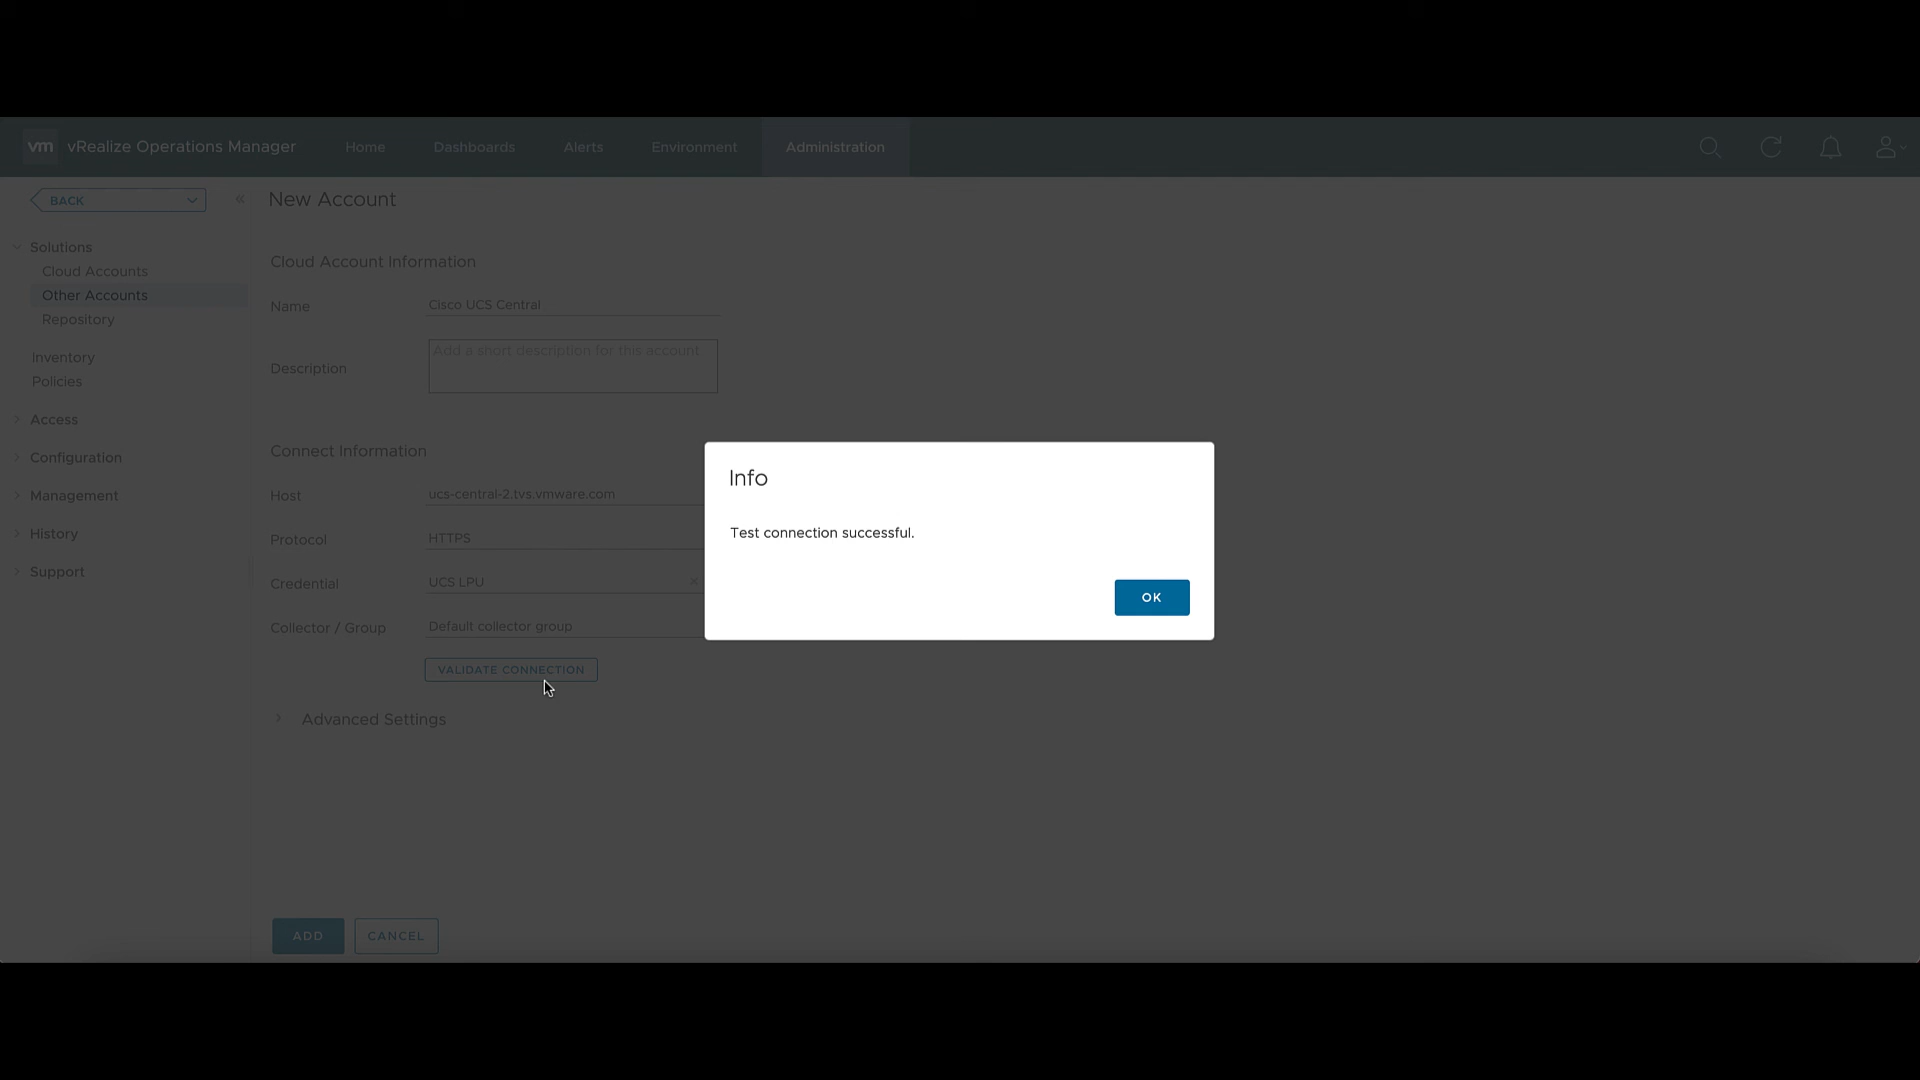 vm vRealize Operations Manager Home Dashboards Alerts Environment Administration
BACK
« New Account
Solutions
Cloud Accounts
Other Accounts
Repository
Inventory
Policies
Access
Configuration
Management
History
Support
Cloud Account Information
Name Cisco UCS Central
Description Add a short description for this account
Connect Information
Host ucs-central-2.tvs.vmware.com
Protocol HTTPS
Credential UCS LPU ×
Collector / Group Default collector group
VALIDATE CONNECTION
Advanced Settings
ADD CANCEL
Info
Test connection successful.
OK